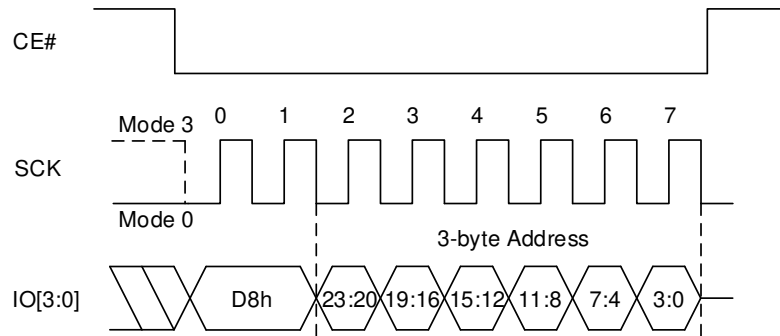 CE#
0 1 2 3 4 5 6 7
Mode 3
SCK
Mode 0
3-byte Address
IO[3:0] D8h 23:20 19:16 15:12 11:8 7:4 3:0